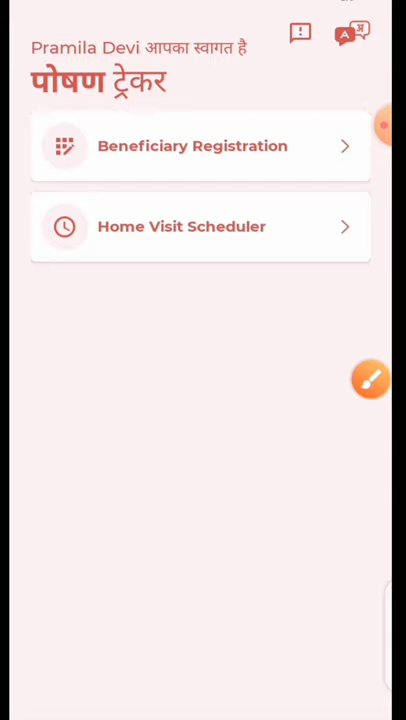 Pramila Devi आपका स्वागत है
पोषण ट्रेकर
Beneficiary Registration
Home Visit Scheduler